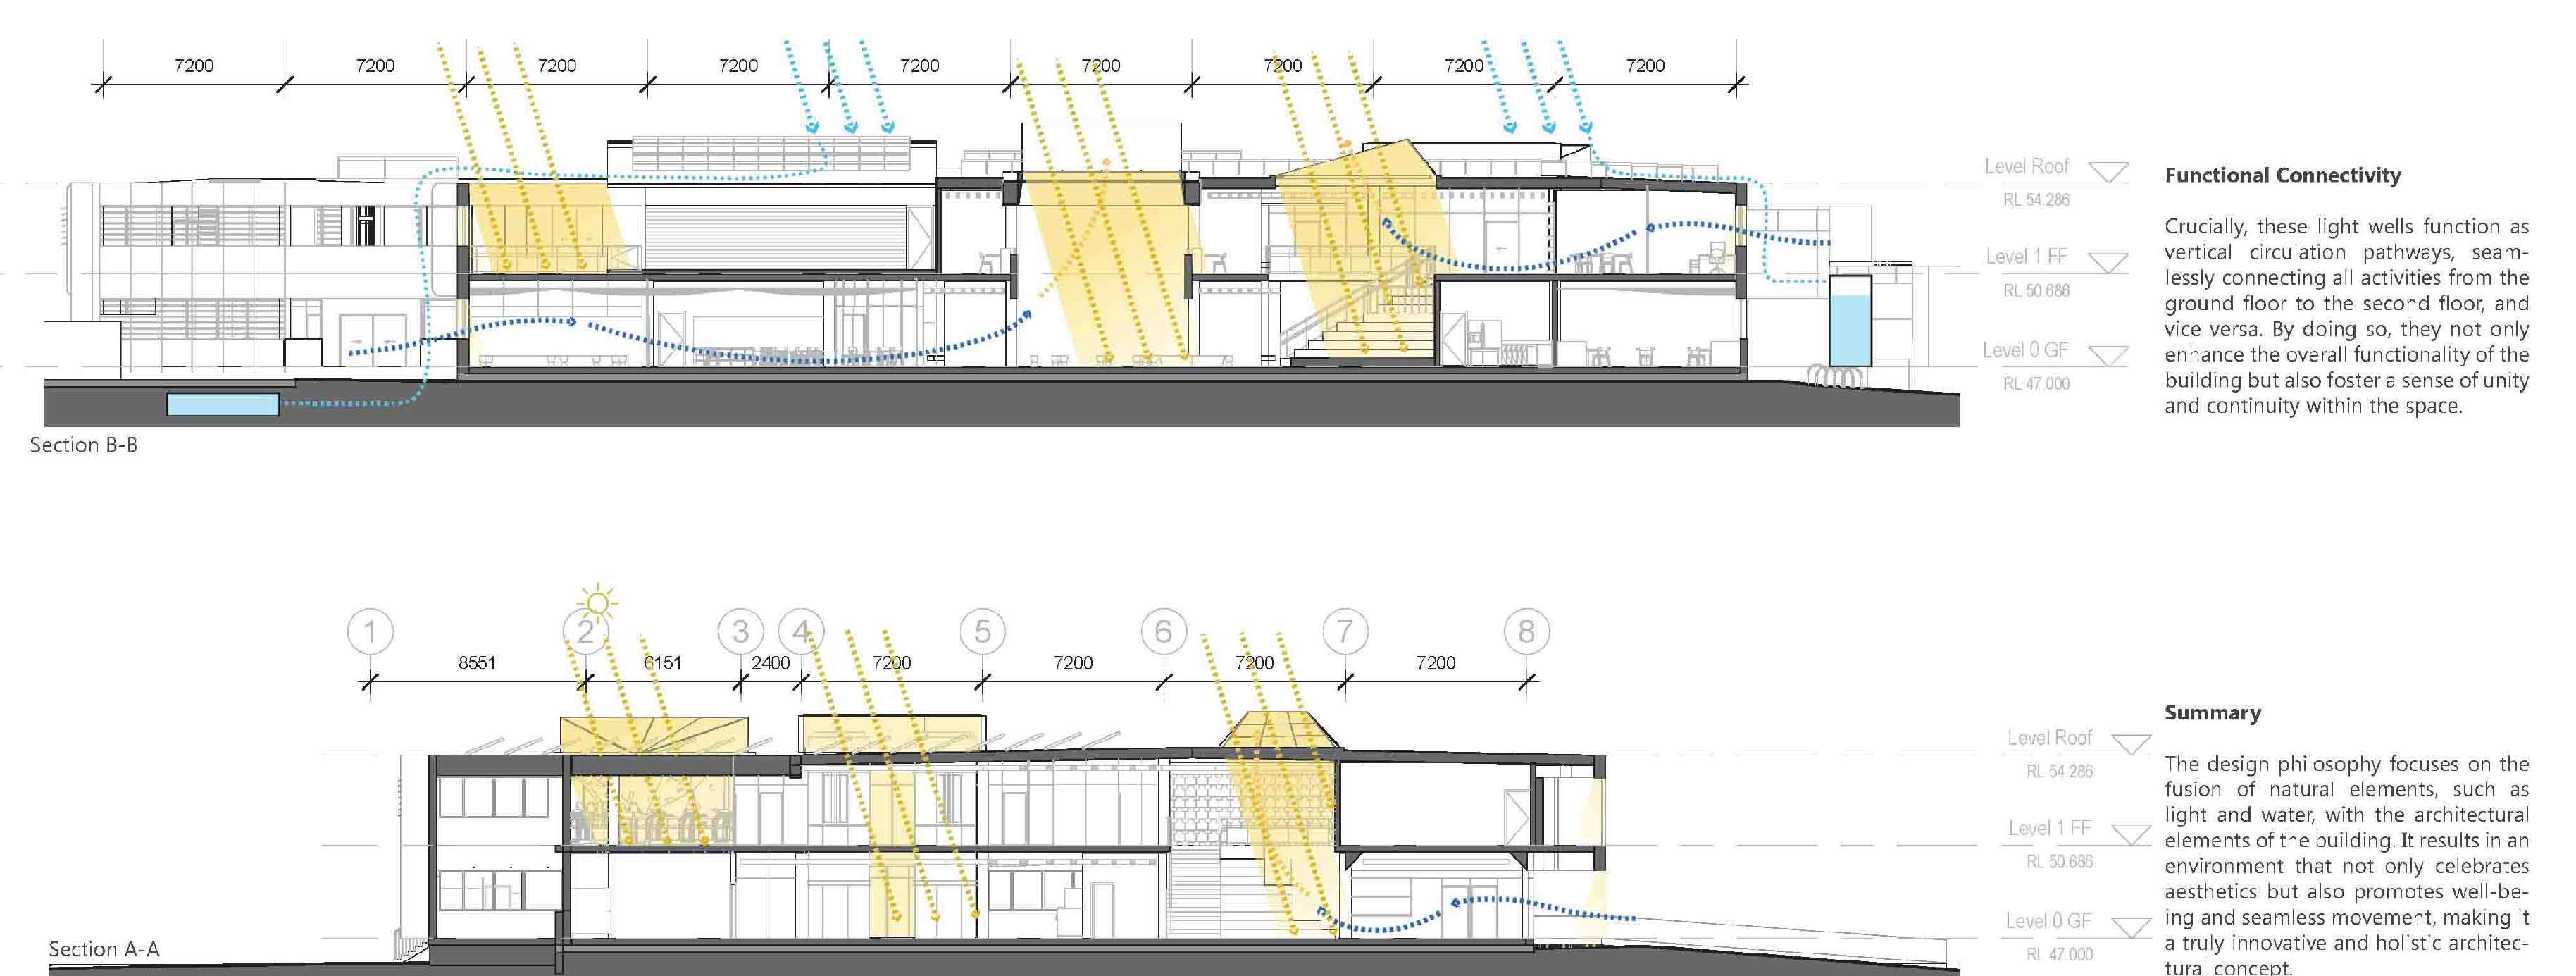 7200 7200 7200 7200 7200 7200 7200 7200 7200
Level Roof
RL 54.286
Level 1 FF
RL 50.686
Level 0 GF
RL 47.000
Section B-B
Functional Connectivity
Crucially, these light wells function as
vertical circulation pathways, seam-
lessly connecting all activities from the
ground floor to the second floor, and
vice versa. By doing so, they not only
enhance the overall functionality of the
building but also foster a sense of unity
and continuity within the space.
1 2 3 4 5 6 7 8
8551 6151 2400 7200 7200 7200 7200
Level Roof
RL 54.286
Level 1 FF
RL 50.686
Level 0 GF
RL 47.000
Section A-A
Summary
The design philosophy focuses on the
fusion of natural elements, such as
light and water, with the architectural
elements of the building. It results in an
environment that not only celebrates
aesthetics but also promotes well-be-
ing and seamless movement, making it
a truly innovative and holistic architec-
tural concept.